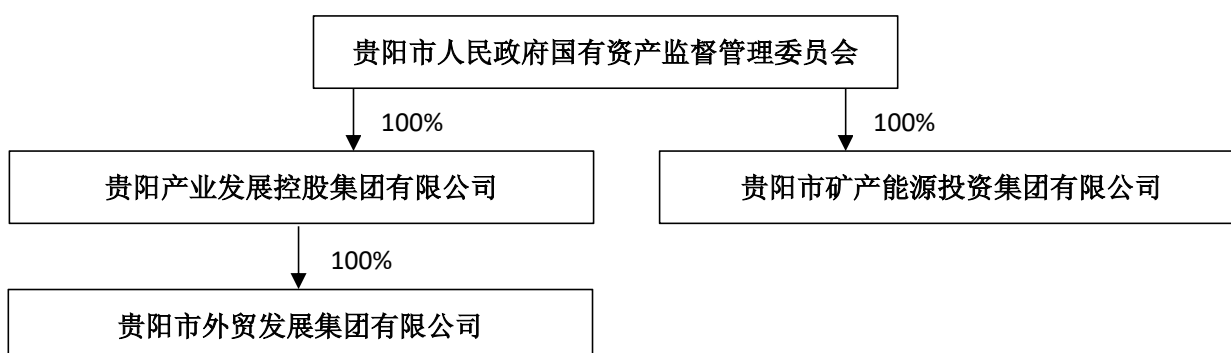 贵阳市人民政府国有资产监督管理委员会
100%
100%
贵阳产业发展控股集团有限公司
贵阳市矿产能源投资集团有限公司
100%
贵阳市外贸发展集团有限公司